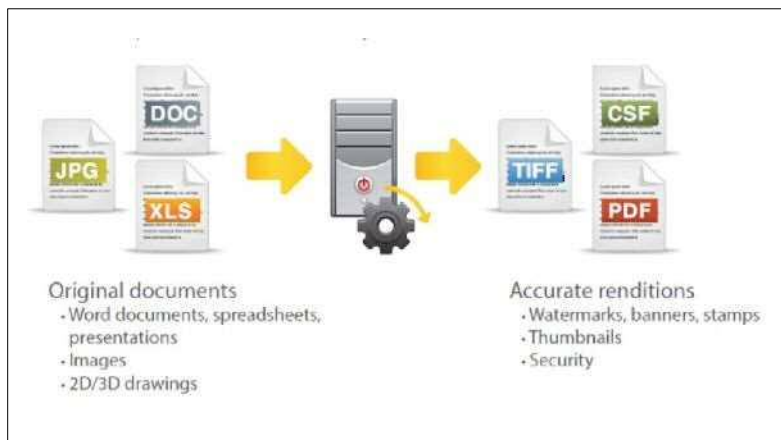 DOC
JPG
XLS
CSF
TIFF
PDF
Original documents
• Word documents, spreadsheets,
presentations
• Images
• 2D/3D drawings
Accurate renditions
• Watermarks, banners, stamps
• Thumbnails
• Security